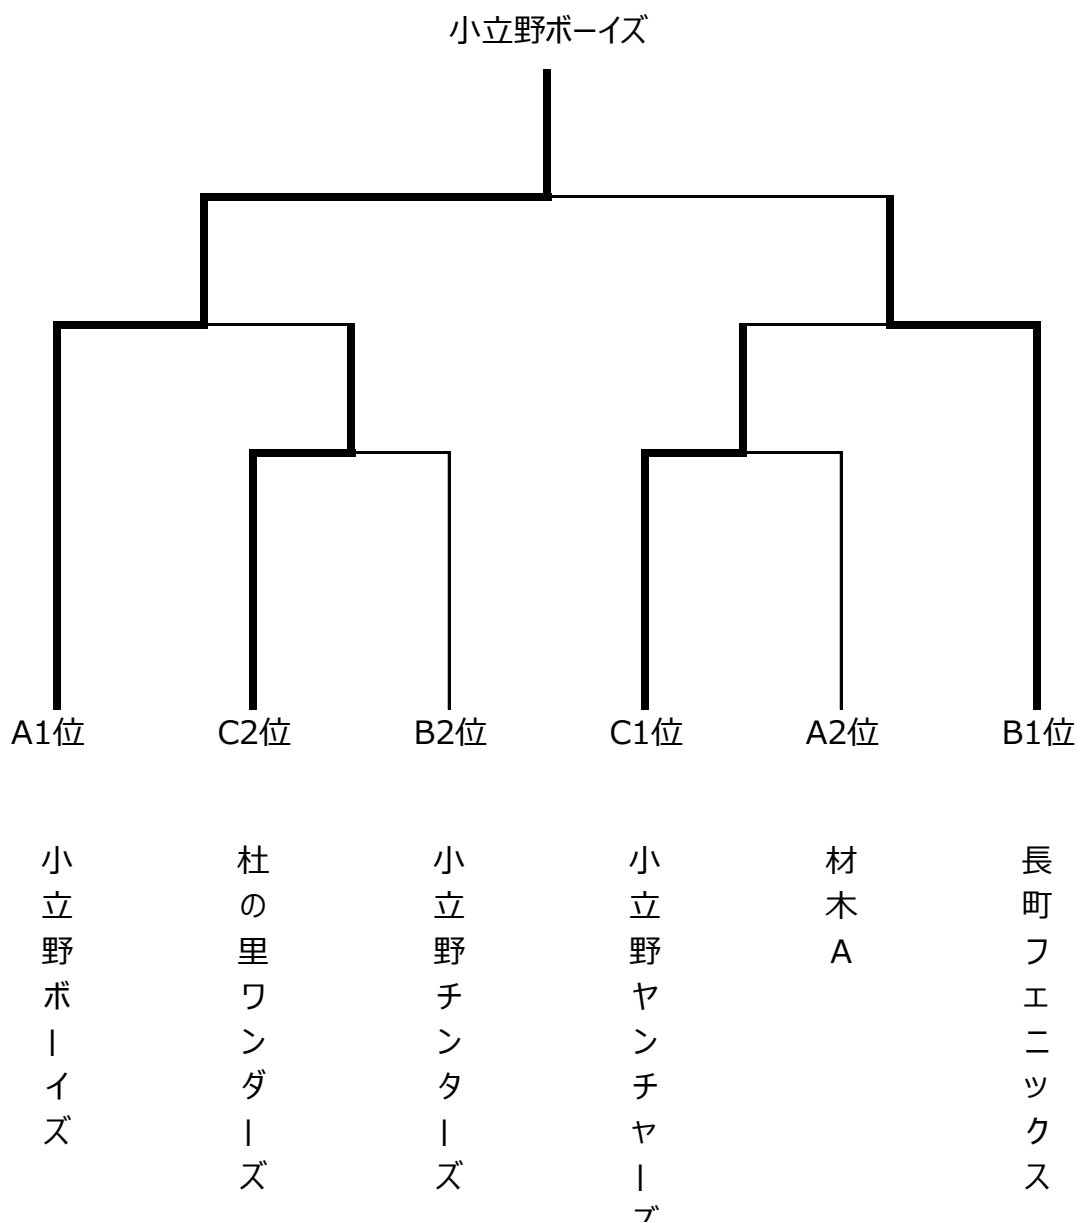 小立野ボーイズ
A1位
C2位
B2位
C1位
A2位
B1位
小立野ボーイズ
杜の里ワンダーズ
小立野チンターズ
小立野ヤンチャーズ
材木A
長町フェニックス